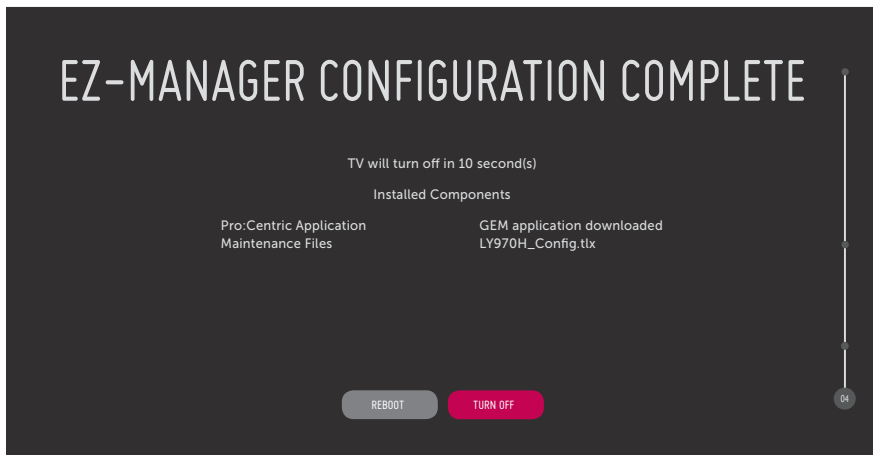 EZ-MANAGER CONFIGURATION COMPLETE
TV will turn off in 10 second(s)
Installed Components
Pro:Centric Application GEM application downloaded
Maintenance Files LY970H_Config.tlx
REBOOT TURN OFF
04